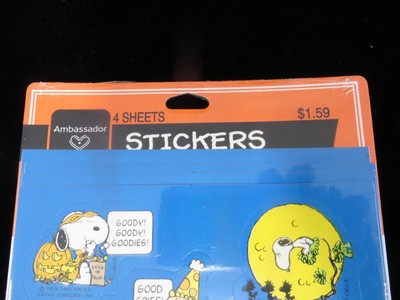 4 SHEETS
$1.59
Ambassador
STICKERS
GOODY!
GOODY!
GOODIES!
GOOD